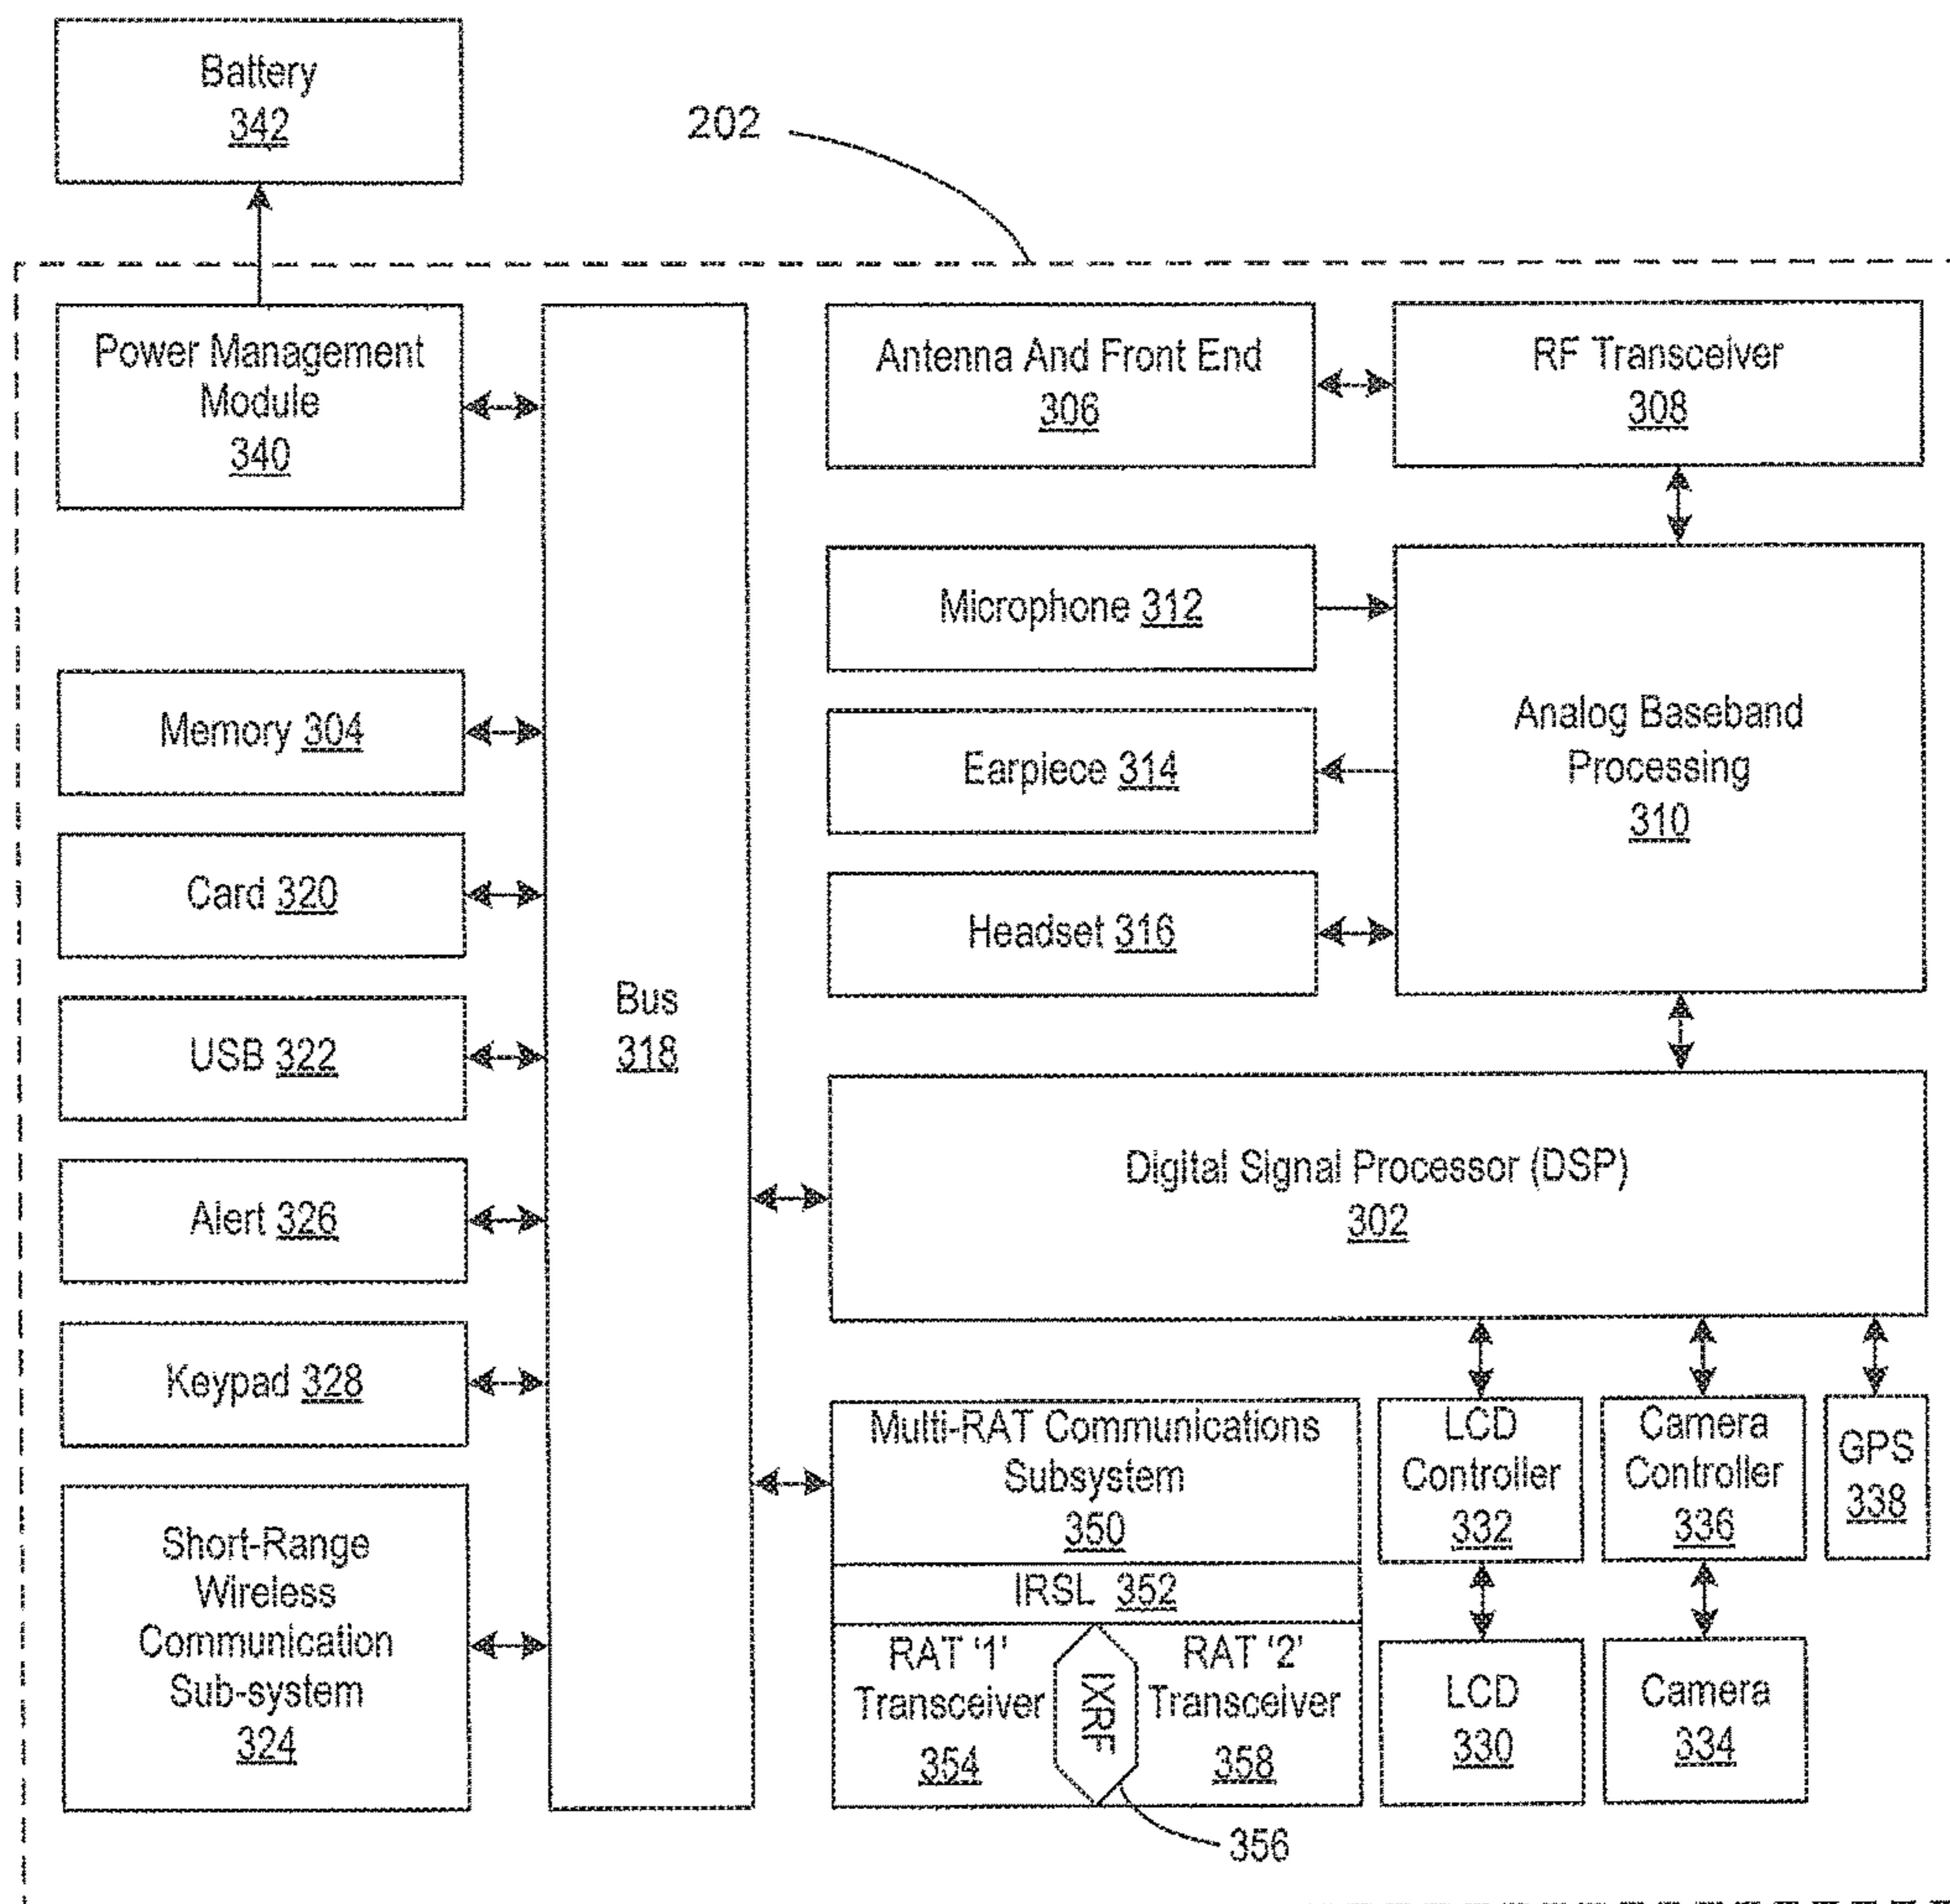 Battery
342
202
Power Management
Module
340
Antenna And Front End
306
RF Transceiver
308
Microphone 312
Earpiece 314
Headset 316
Analog Baseband
Processing
310
Memory 304
Card 320
USB 322
Alert 326
Keypad 328
Short-Range
Wireless
Communication
Sub-system
324
Bus
318
Digital Signal Processor (DSP)
302
Multi-RAT Communications
Subsystem
350
IRSL 352
RAT '1'
Transceiver
354
IXRF
RAT '2'
Transceiver
358
356
LCD
Controller
332
Camera
Controller
336
GPS
338
LCD
330
Camera
334